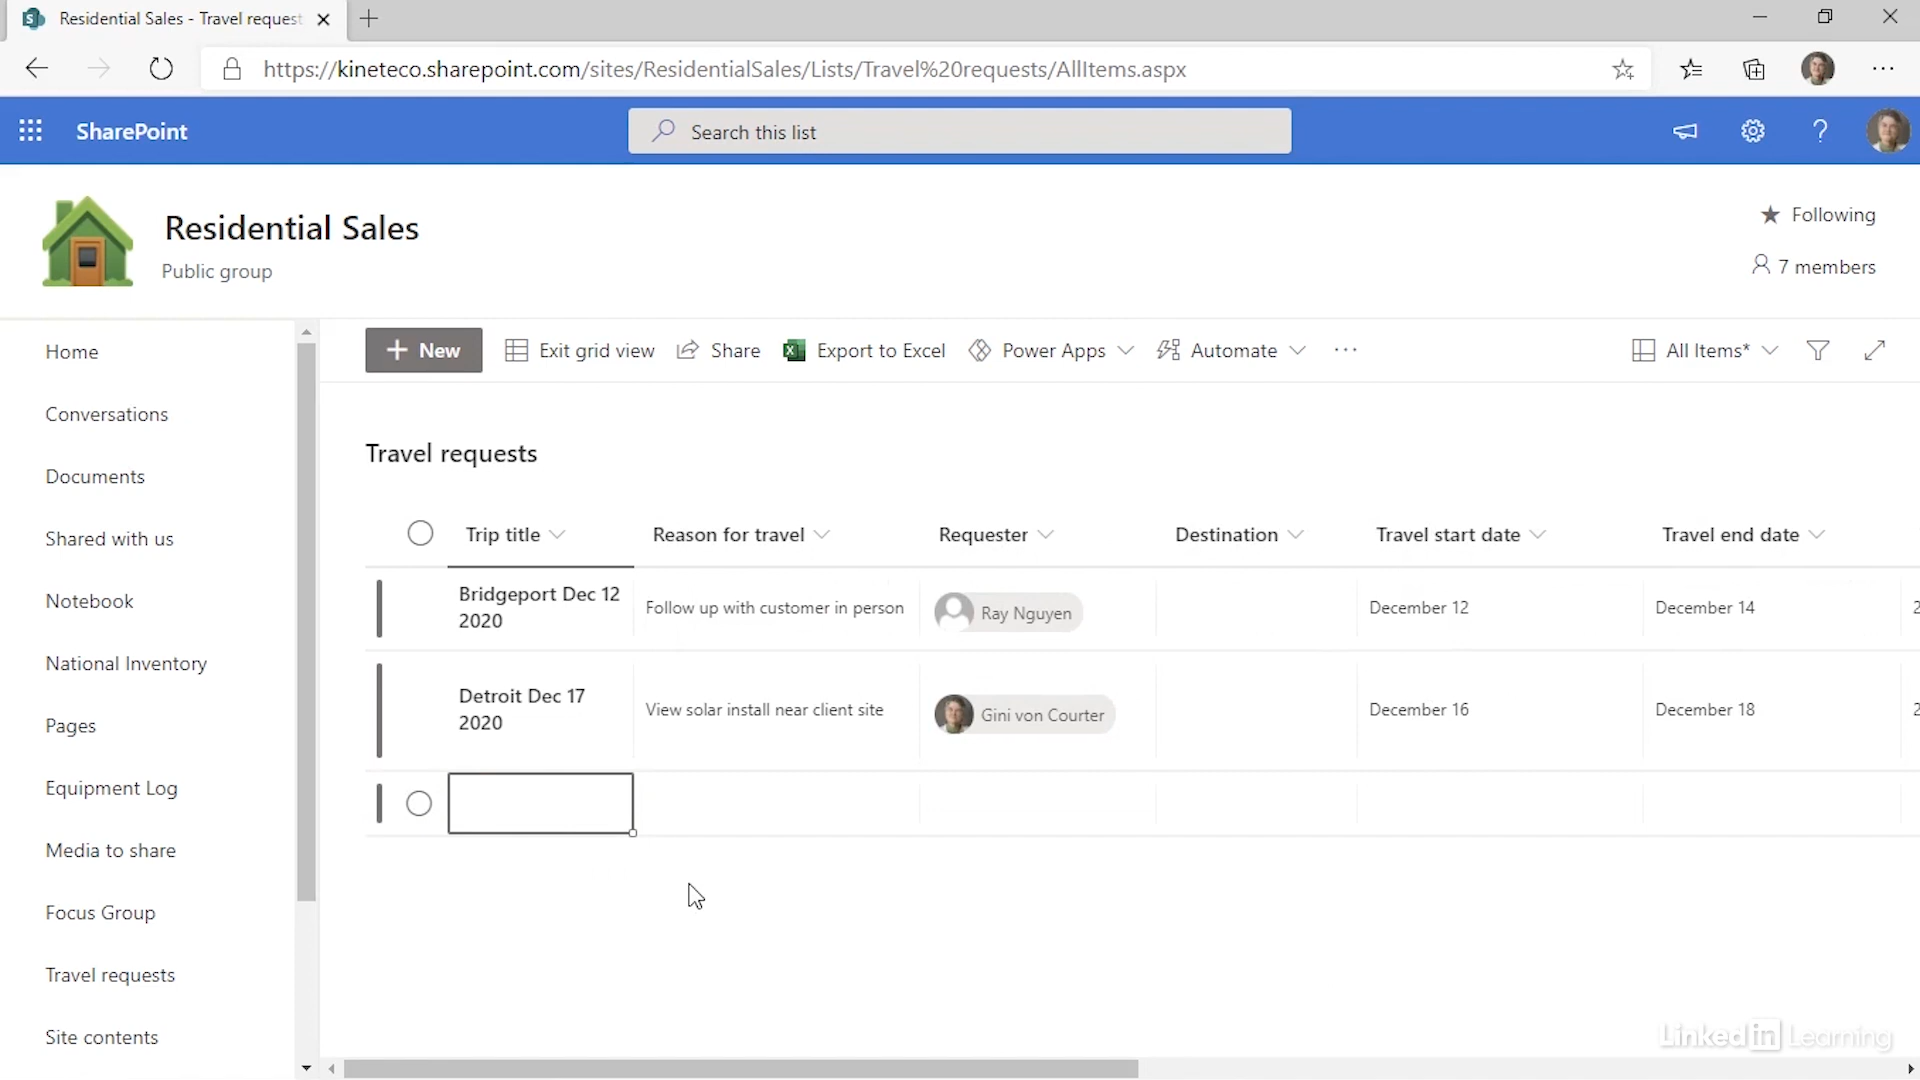 Residential Sales - Travel request
https://kineteco.sharepoint.com/sites/ResidentialSales/Lists/Travel%20requests/AllItems.aspx
SharePoint
Search this list
Residential Sales
Public group
Following
7 members
Home
Conversations
Documents
Shared with us
Notebook
National Inventory
Pages
Equipment Log
Media to share
Focus Group
Travel requests
Site contents
New
Exit grid view
Share
Export to Excel
Power Apps
Automate
All Items*
Travel requests
Trip title
Reason for travel
Requester
Destination
Travel start date
Travel end date
Bridgeport Dec 12
2020
Follow up with customer in person
Ray Nguyen
December 12
December 14
2
Detroit Dec 17
2020
View solar install near client site
Gini von Courter
December 16
December 18
2
LinkedIn Learning